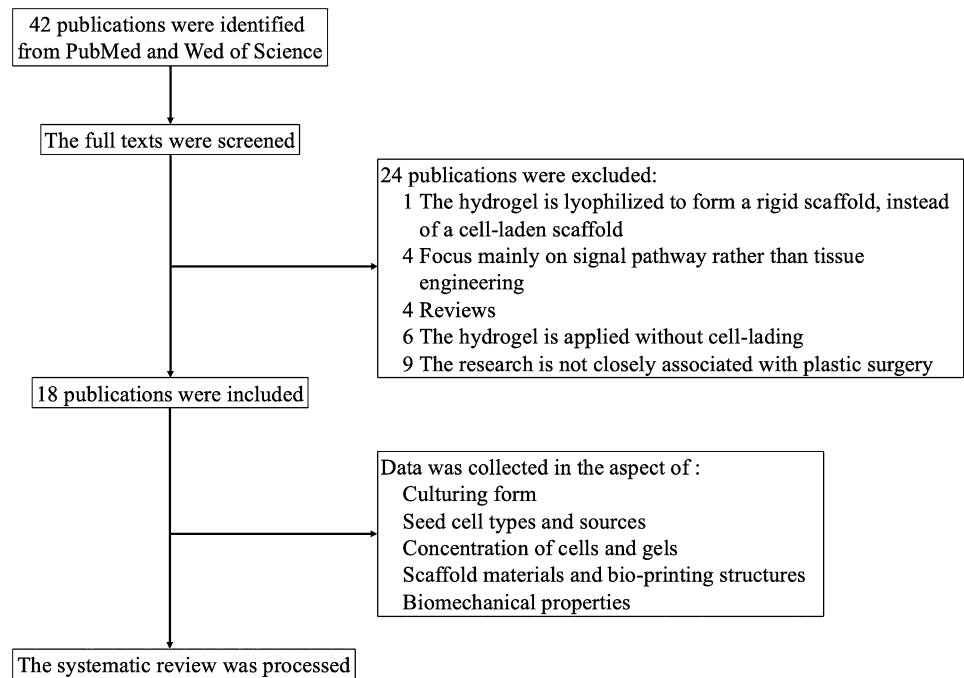 42 publications were identified
from PubMed and Wed of Science
The full texts were screened
24 publications were excluded:
1 The hydrogel is lyophilized to form a rigid scaffold, instead
of a cell-laden scaffold
4 Focus mainly on signal pathway rather than tissue
engineering
4 Reviews
6 The hydrogel is applied without cell-lading
9 The research is not closely associated with plastic surgery
18 publications were included
Data was collected in the aspect of :
Culturing form
Seed cell types and sources
Concentration of cells and gels
Scaffold materials and bio-printing structures
Biomechanical properties
The systematic review was processed